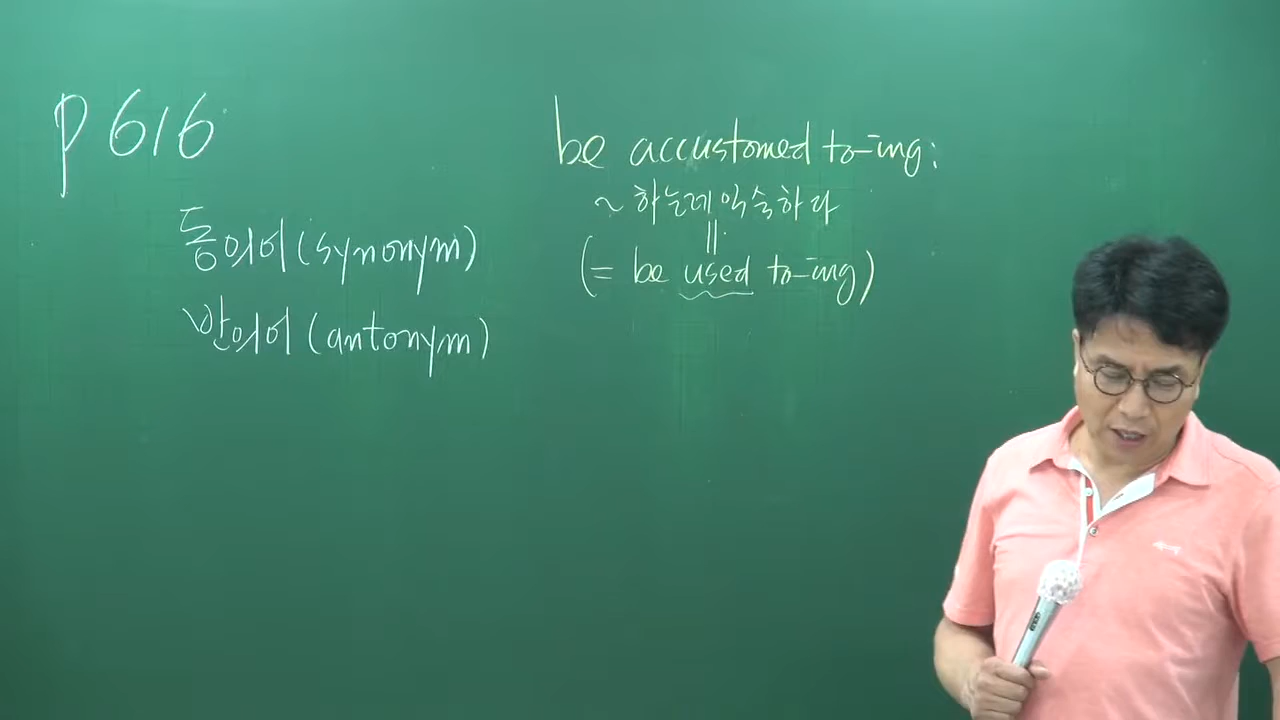 p 616
동의어 (synonym)
반의어 (antonym)
be accustomed to-ing:
~하는데 익숙하다
||
(= be used to-ing)